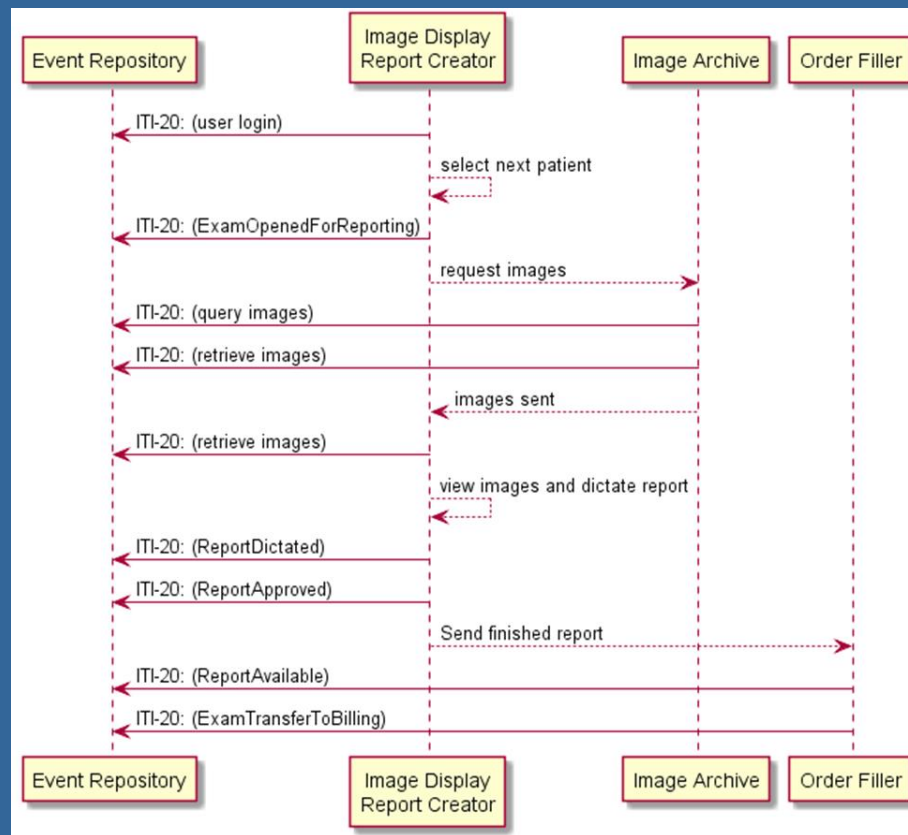 Event Repository
Image Display
Report Creator
Image Archive
Order Filler
ITI-20: (user login)
select next patient
ITI-20: (ExamOpenedForReporting)
request images
ITI-20: (query images)
ITI-20: (retrieve images)
images sent
ITI-20: (retrieve images)
view images and dictate report
ITI-20: (ReportDictated)
ITI-20: (ReportApproved)
Send finished report
ITI-20: (ReportAvailable)
ITI-20: (ExamTransferToBilling)
Event Repository
Image Display
Report Creator
Image Archive
Order Filler